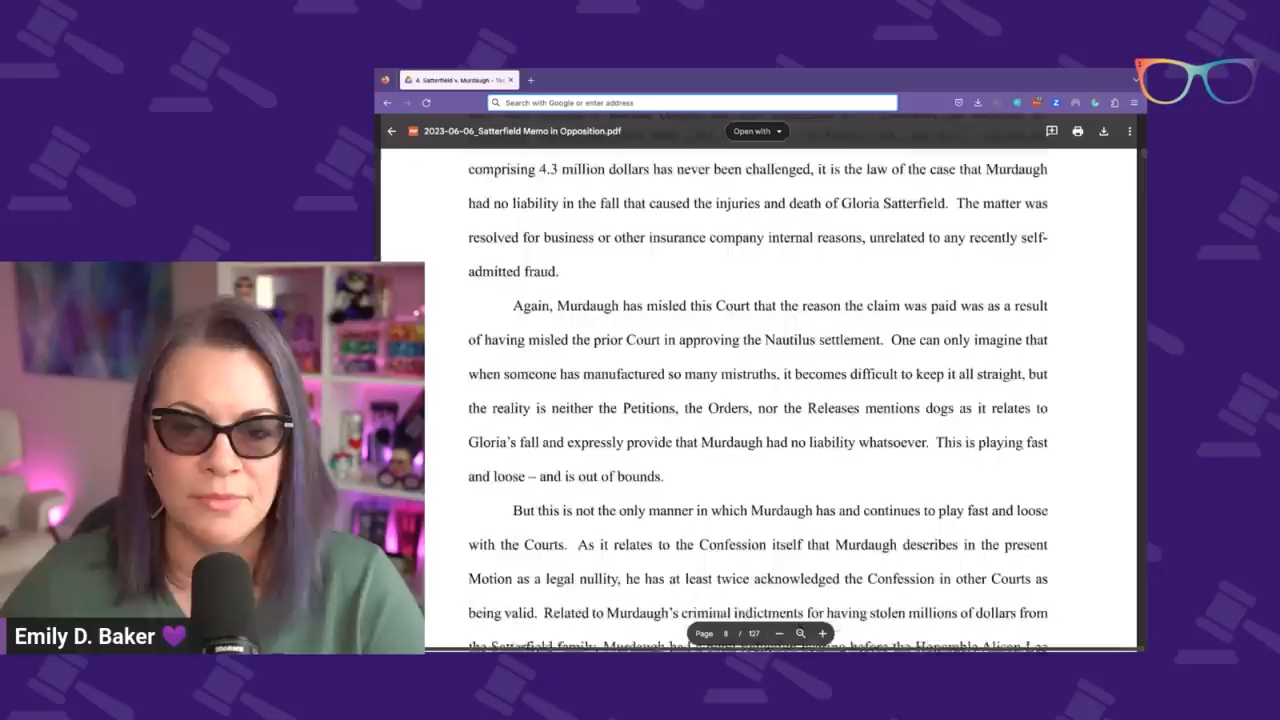 4. Satterfield v. Murdaugh -
Search with Google or enter address
2023-06-06_Satterfield Memo in Opposition.pdf
Open with
comprising 4.3 million dollars has never been challenged, it is the law of the case that Murdaugh
had no liability in the fall that caused the injuries and death of Gloria Satterfield. The matter was
resolved for business or other insurance company internal reasons, unrelated to any recently self-
admitted fraud.
Again, Murdaugh has misled this Court that the reason the claim was paid was as a result
of having misled the prior Court in approving the Nautilus settlement. One can only imagine that
when someone has manufactured so many mistruths, it becomes difficult to keep it all straight, but
the reality is neither the Petitions, the Orders, nor the Releases mentions dogs as it relates to
Gloria's fall and expressly provide that Murdaugh had no liability whatsoever. This is playing fast
and loose – and is out of bounds.
But this is not the only manner in which Murdaugh has and continues to play fast and loose
with the Courts. As it relates to the Confession itself that Murdaugh describes in the present
Motion as a legal nullity, he has at least twice acknowledged the Confession in other Courts as
being valid. Related to Murdaugh's criminal indictments for having stolen millions of dollars from
the Satterfield family, Murdaugh had before the Honorable Alison Lee
Page 8 / 127
Emily D. Baker 💜